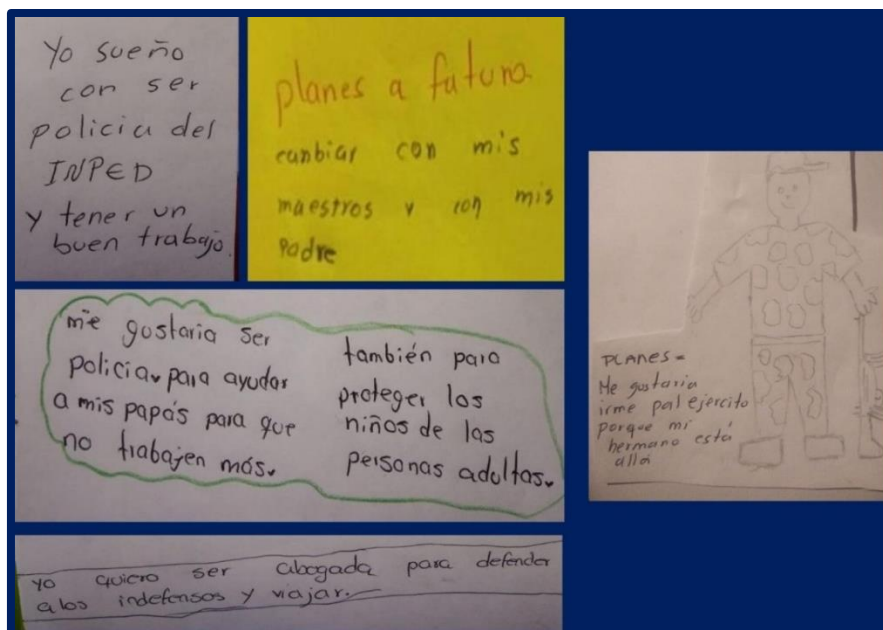 Yo sueño
con ser
policia del
INPED
y tener un
buen trabajo.
planes a futuro
canbiar con mis
maestros y con mis
Padre
me gustaria ser
policia, para ayudar
a mis papás para que
no trabajen más.
también para
proteger los
niños de las
personas adultas.
PLANES=
Me gustaria
irme pal ejercito
porque mi
hermano está
allá
yo quiero ser abogada para defender
alos indefensos y viajar.